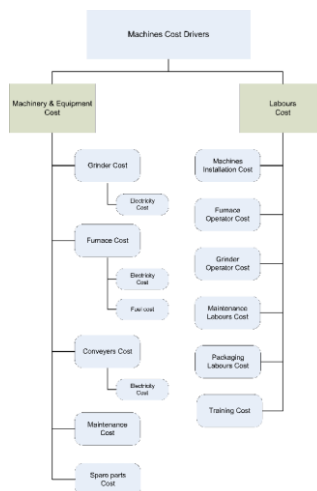 Machines Cost Drivers
Machinery & Equipment
Cost
Labours
Cost
Grinder Cost
Electricity
Cost
Furnace Cost
Electricity
Cost
Fuel cost
Conveyers Cost
Electricity
Cost
Maintenance
Cost
Spare ports
Cost
Machines
Installation Cost
Furnace
Operator Cost
Grinder
Operator Cost
Maintenance
Labours Cost
Packaging
Labours Cost
Training Cost